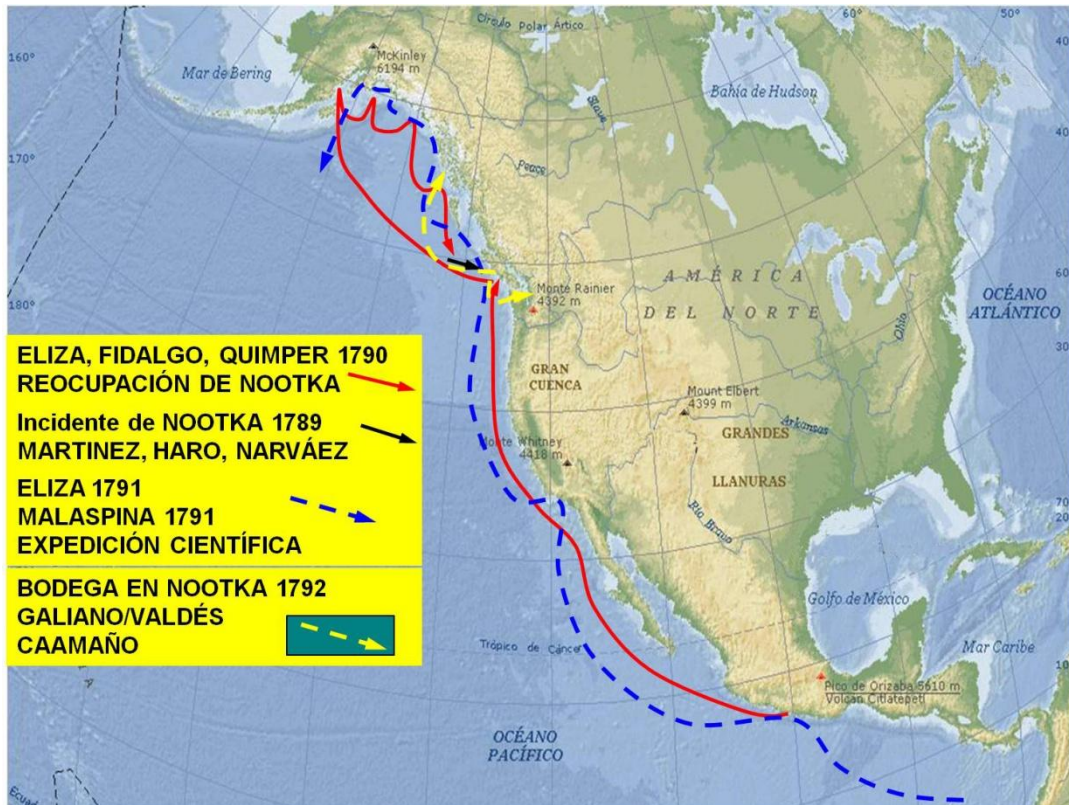 60°
50°
Círculo Polar Ártico
160°
McKinley
6194 m
Mar de Bering
Bahía de Hudson
Slave
Peace
170°
180°
AMÉRICA
DEL NORTE
Monte Rainier
4392 m
OCÉANO
ATLÁNTICO
Ohio
GRAN
CUENCA
Mount Elbert
4399 m
Arkansas
GRANDES
LLANURAS
Monte Whitney
4418 m
Río Bravo
ELIZA, FIDALGO, QUIMPER 1790
REOCUPACIÓN DE NOOTKA
Incidente de NOOTKA 1789
MARTINEZ, HARO, NARVÁEZ
ELIZA 1791
MALASPINA 1791
EXPEDICIÓN CIENTÍFICA
BODEGA EN NOOTKA 1792
GALIANO/VALDÉS
CAAMAÑO
Golfo de México
Mar Caribe
Trópico de Cáncer
Pico de Orizaba 5610 m
Volcán Citlatepetl
OCÉANO
PACÍFICO